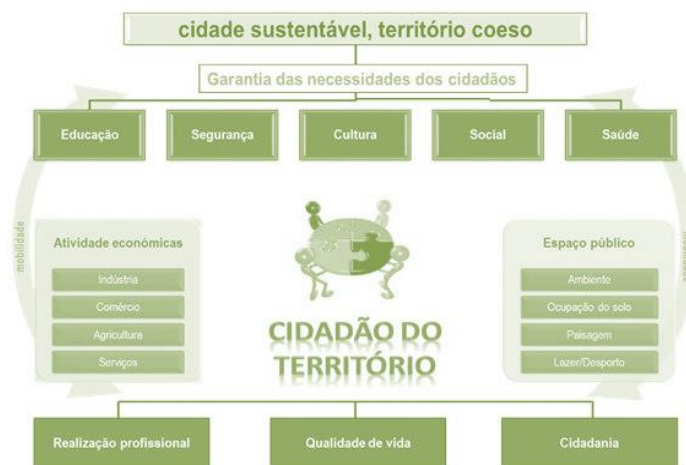 cidade sustentável, território coeso
Garantia das necessidades dos cidadãos
Educação
Segurança
Cultura
Social
Saúde
mobilidade
Atividade económicas
Indústria
Comércio
Agricultura
Serviços
CIDADÃO DO
TERRITÓRIO
Espaço público
Ambiente
Ocupação do solo
Paisagem
Lazer/Desporto
Realização profissional
Qualidade de vida
Cidadania